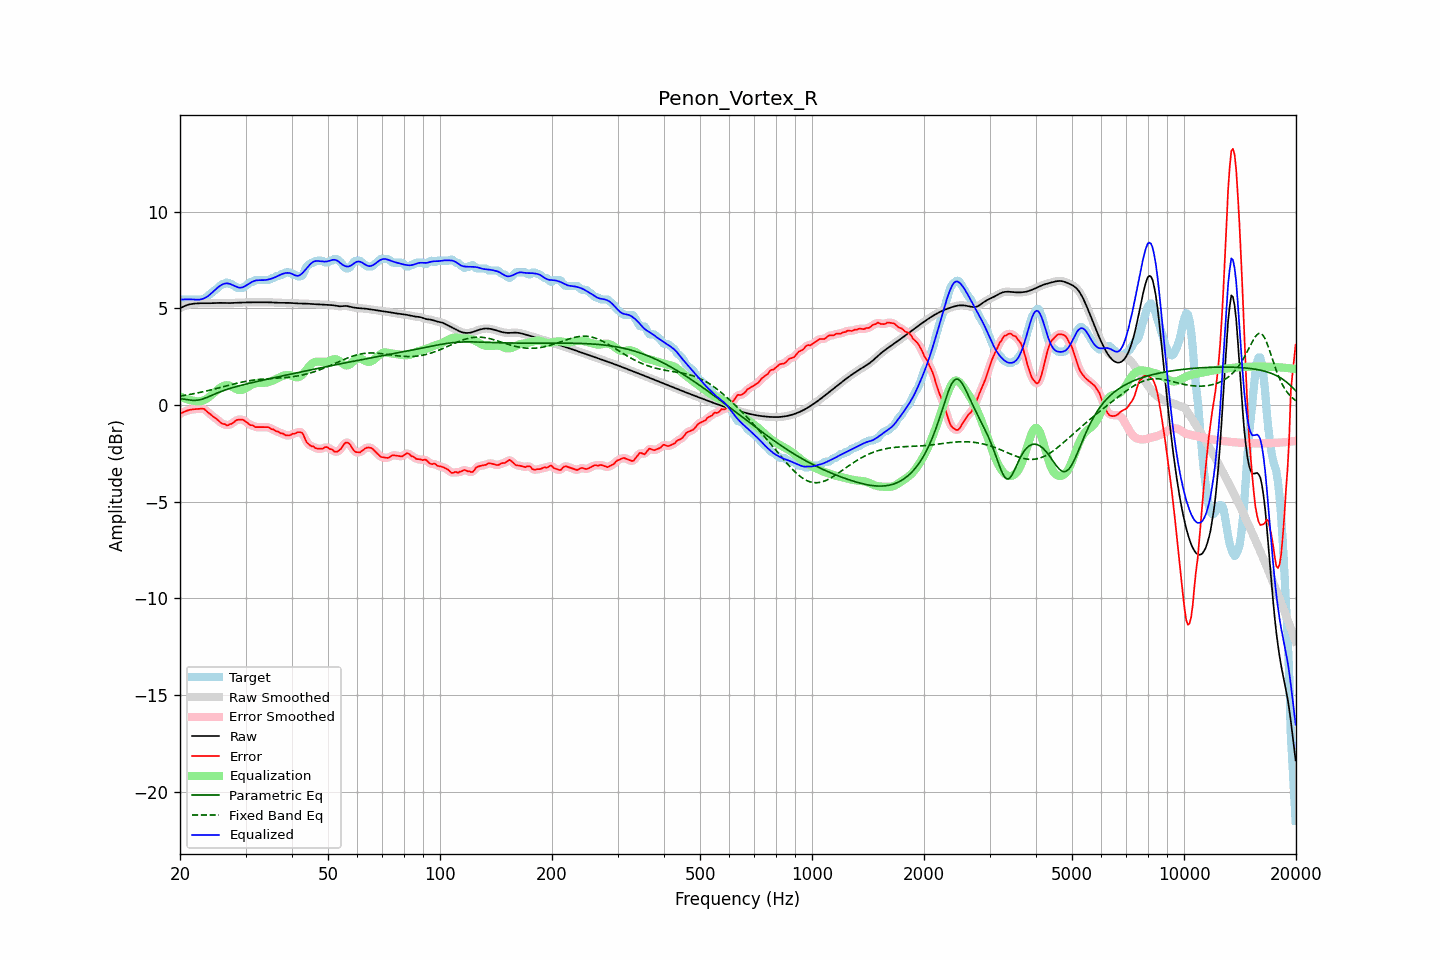 Penon_Vortex_R
Amplitude (dBr)
10
5
0
−5
−10
−15
−20
Target
Raw Smoothed
Error Smoothed
Raw
Error
Equalization
Parametric Eq
Fixed Band Eq
Equalized
20 50 100 200 500 1000 2000 5000 10000 20000
Frequency (Hz)